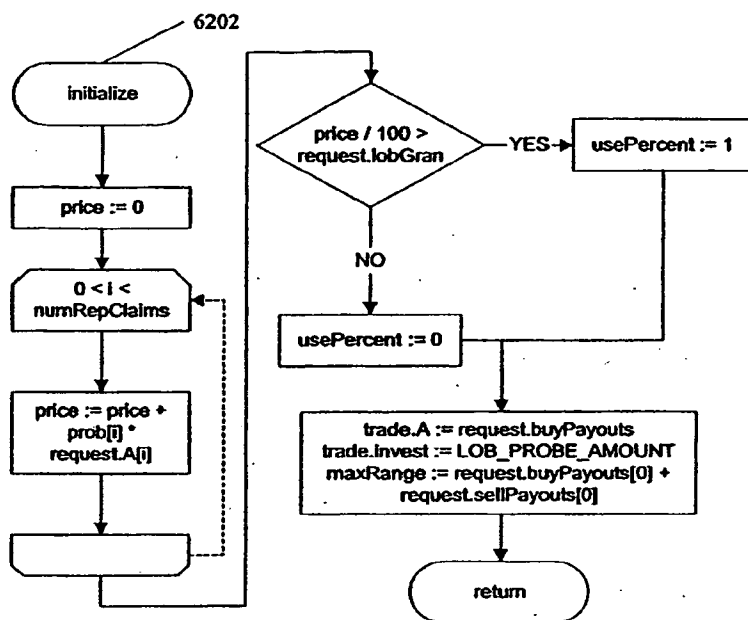 6202
initialize
price := 0
0 < i <
numRepClaims
price := price +
prob[i] *
request.A[i]
price / 100 >
request.lobGran
YES
usePercent := 1
NO
usePercent := 0
trade.A := request.buyPayouts
trade.invest := LOB_PROBE_AMOUNT
maxRange := request.buyPayouts[0] +
request.sellPayouts[0]
return